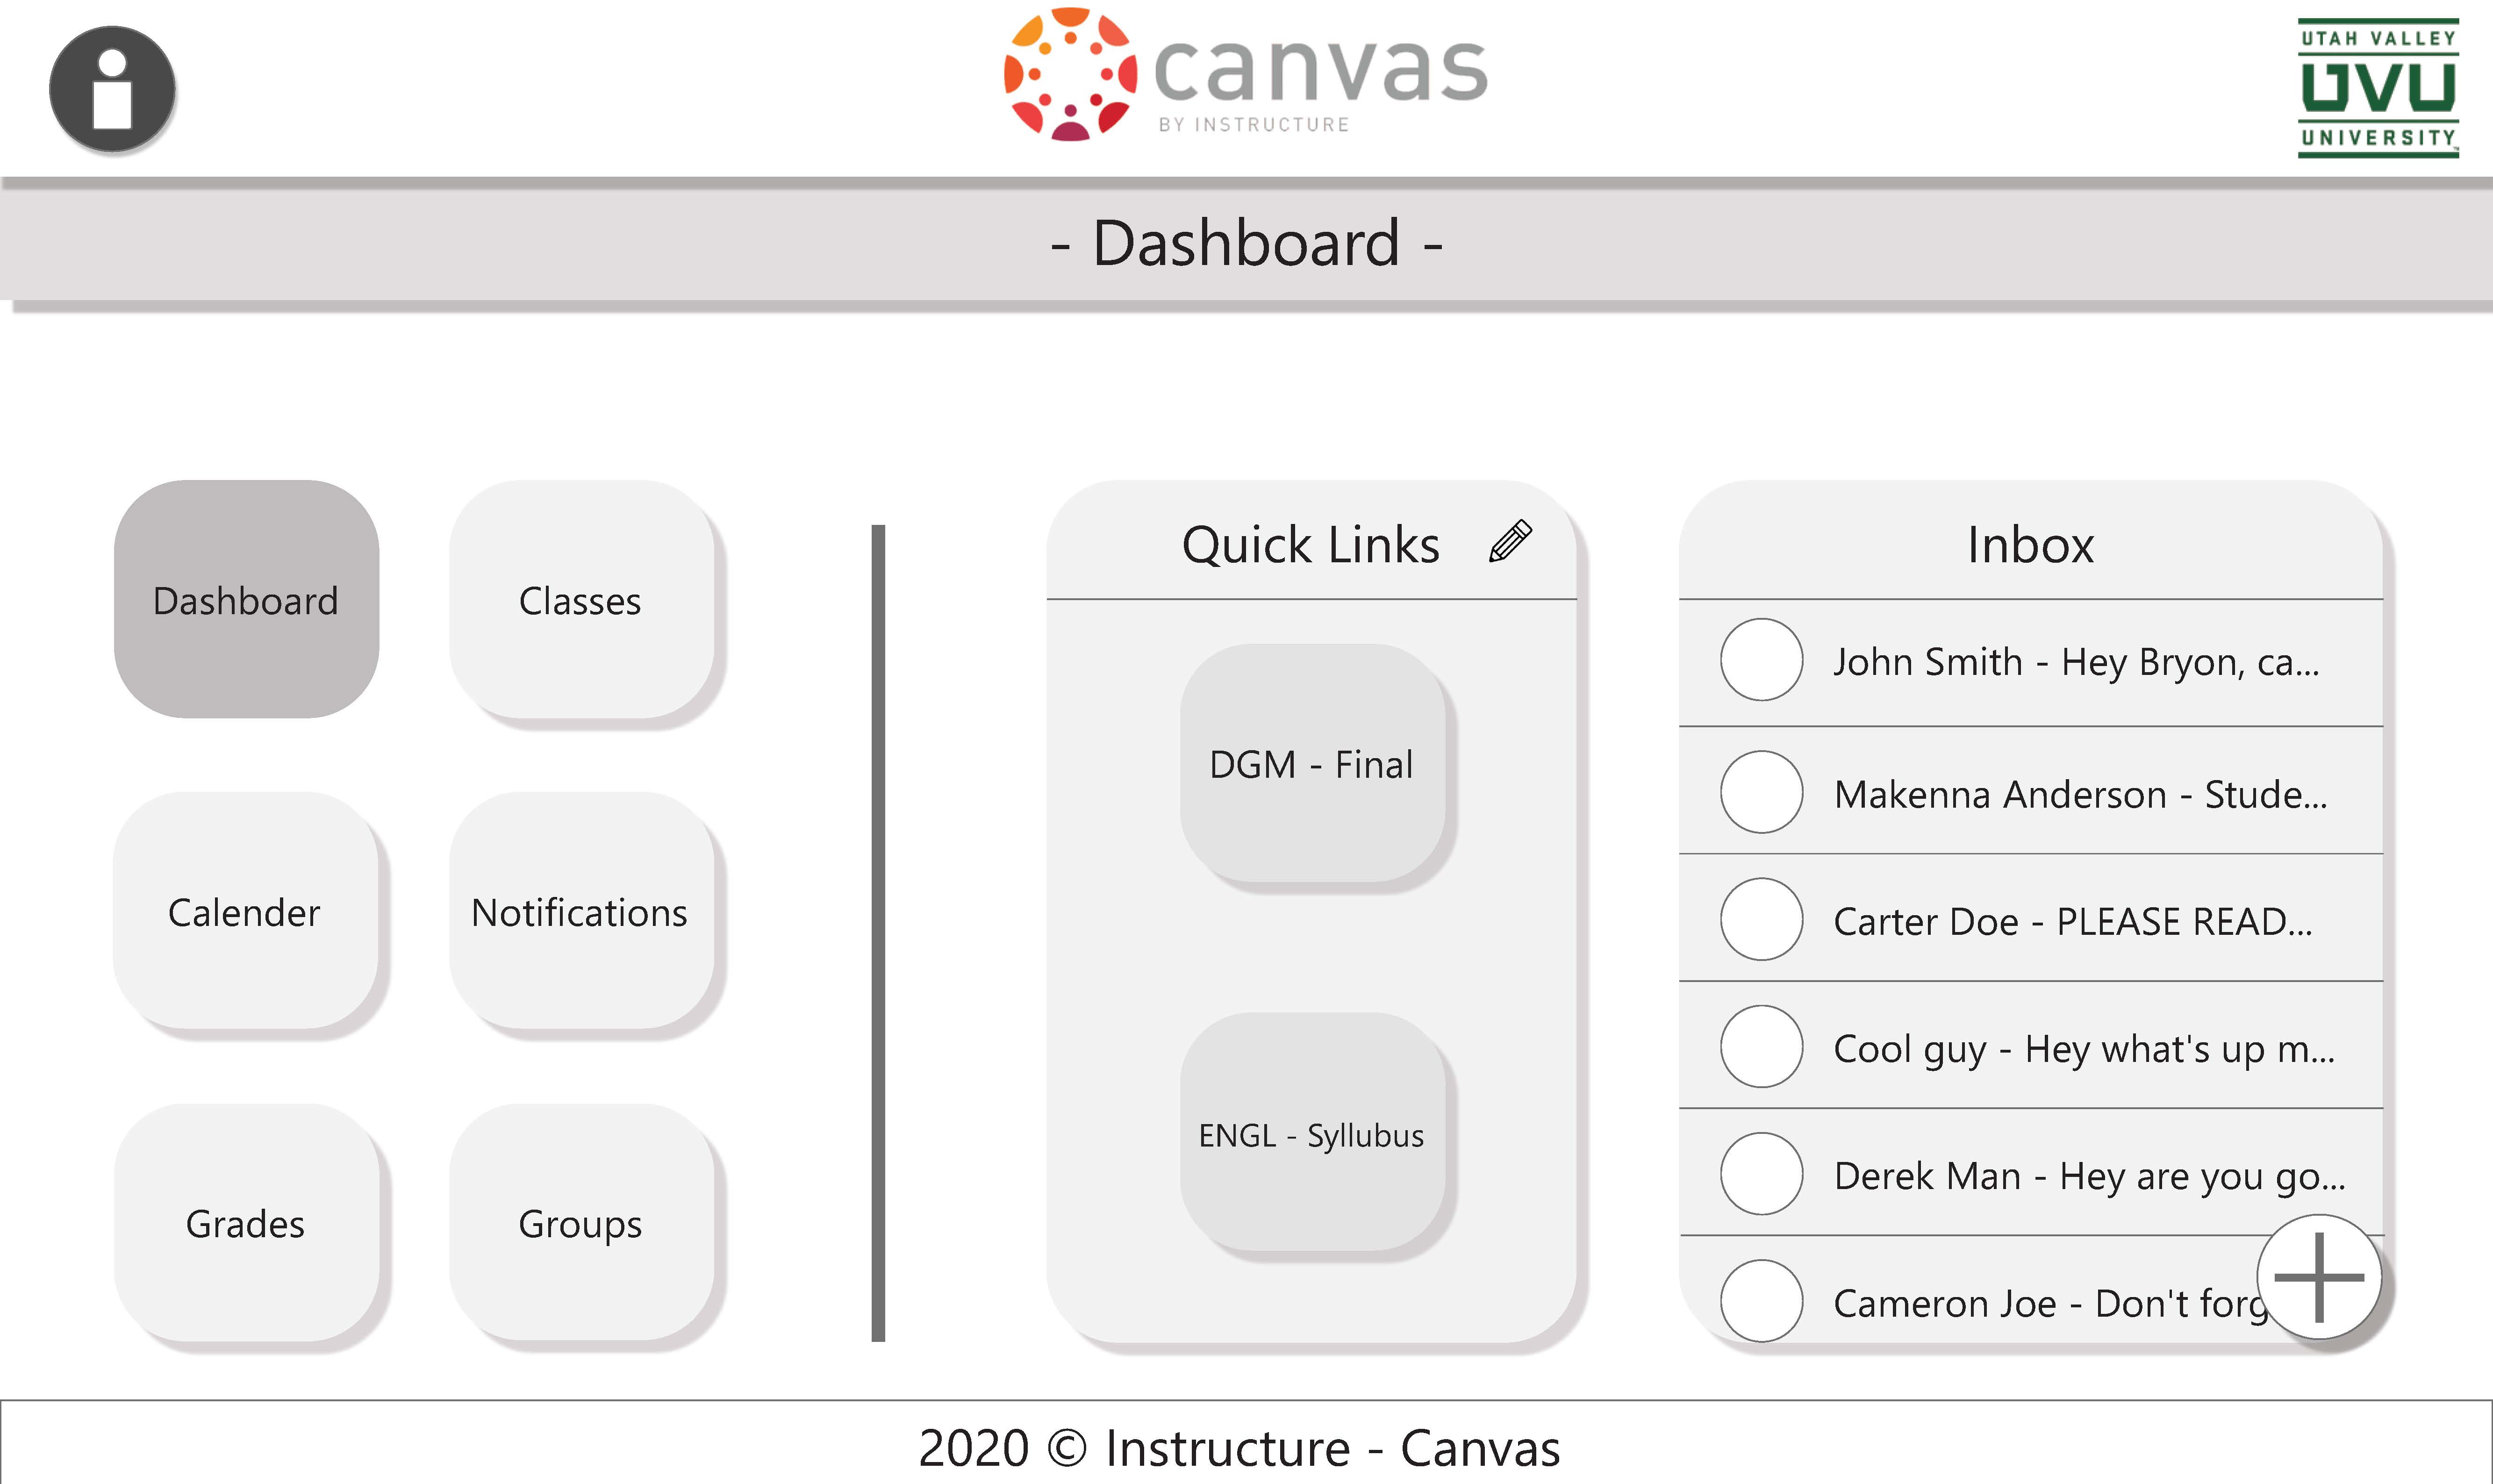 canvas
BY INSTRUCTURE
UTAH VALLEY
UVU
UNIVERSITY
- Dashboard -
Dashboard
Classes
Calender
Notifications
Grades
Groups
Quick Links
DGM - Final
ENGL - Syllubus
Inbox
John Smith - Hey Bryon, ca...
Makenna Anderson - Stude...
Carter Doe - PLEASE READ...
Cool guy - Hey what's up m...
Derek Man - Hey are you go...
Cameron Joe - Don't forg
2020 © Instructure - Canvas